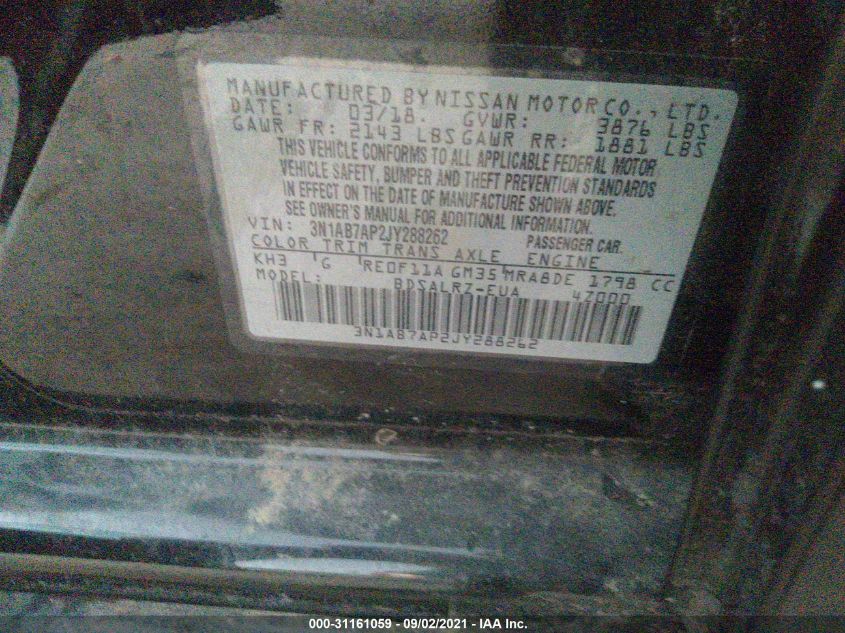 MANUFACTURED BY NISSAN MOTOR CO., LTD.
DATE: 03/18. GVWR: 3876 LBS
GAWR FR: 2143 LBS GAWR RR: 1881 LBS
THIS VEHICLE CONFORMS TO ALL APPLICABLE FEDERAL MOTOR
VEHICLE SAFETY, BUMPER AND THEFT PREVENTION STANDARDS
IN EFFECT ON THE DATE OF MANUFACTURE SHOWN ABOVE.
SEE OWNER'S MANUAL FOR ADDITIONAL INFORMATION.
VIN: 3N1AB7AP2JY288262 PASSENGER CAR.
COLOR TRIM TRANS AXLE ENGINE
KH3 G RE0F11A GM35 MRA8DE 1798 CC
MODEL: BDSALRZ-EUA 4Z000
3N1AB7AP2JY288262
000-31161059 - 09/02/2021 - IAA Inc.